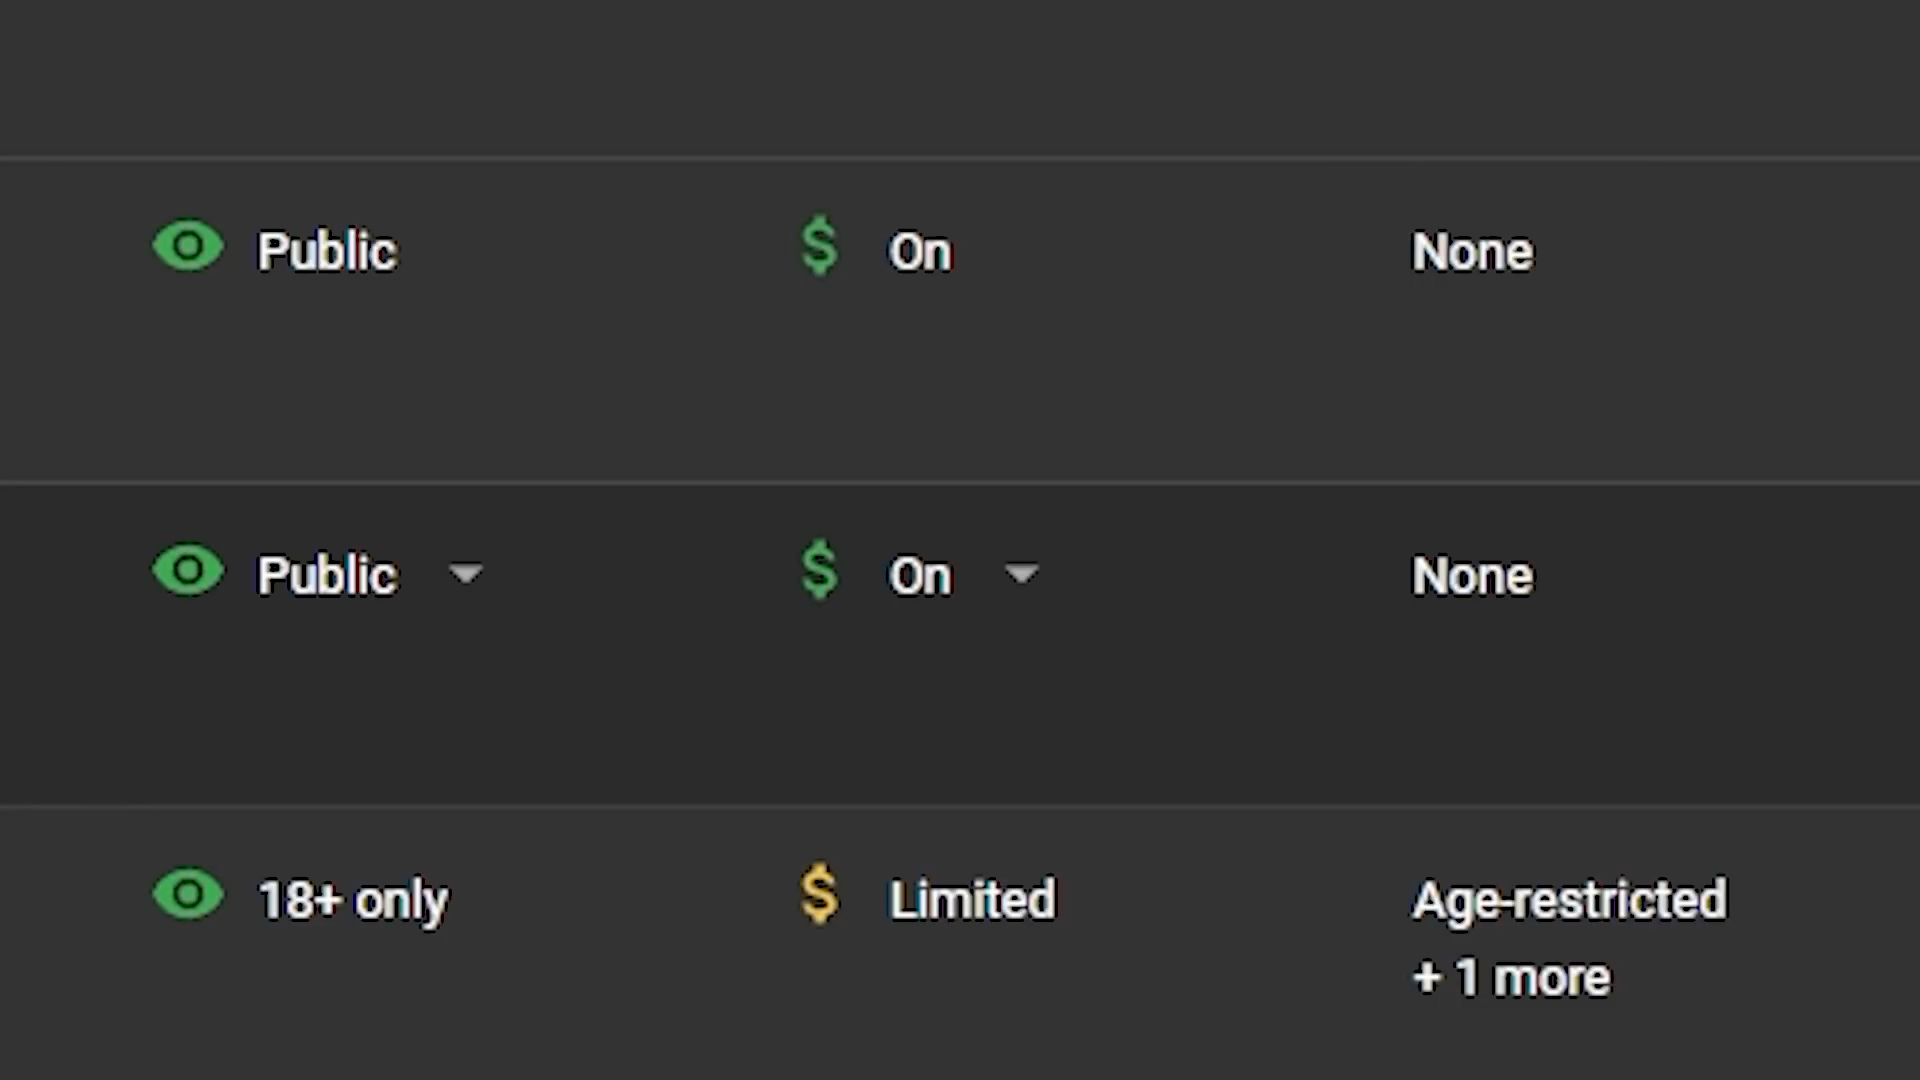 Public $ On None
Public $ On None
18+ only $ Limited Age-restricted
+ 1 more